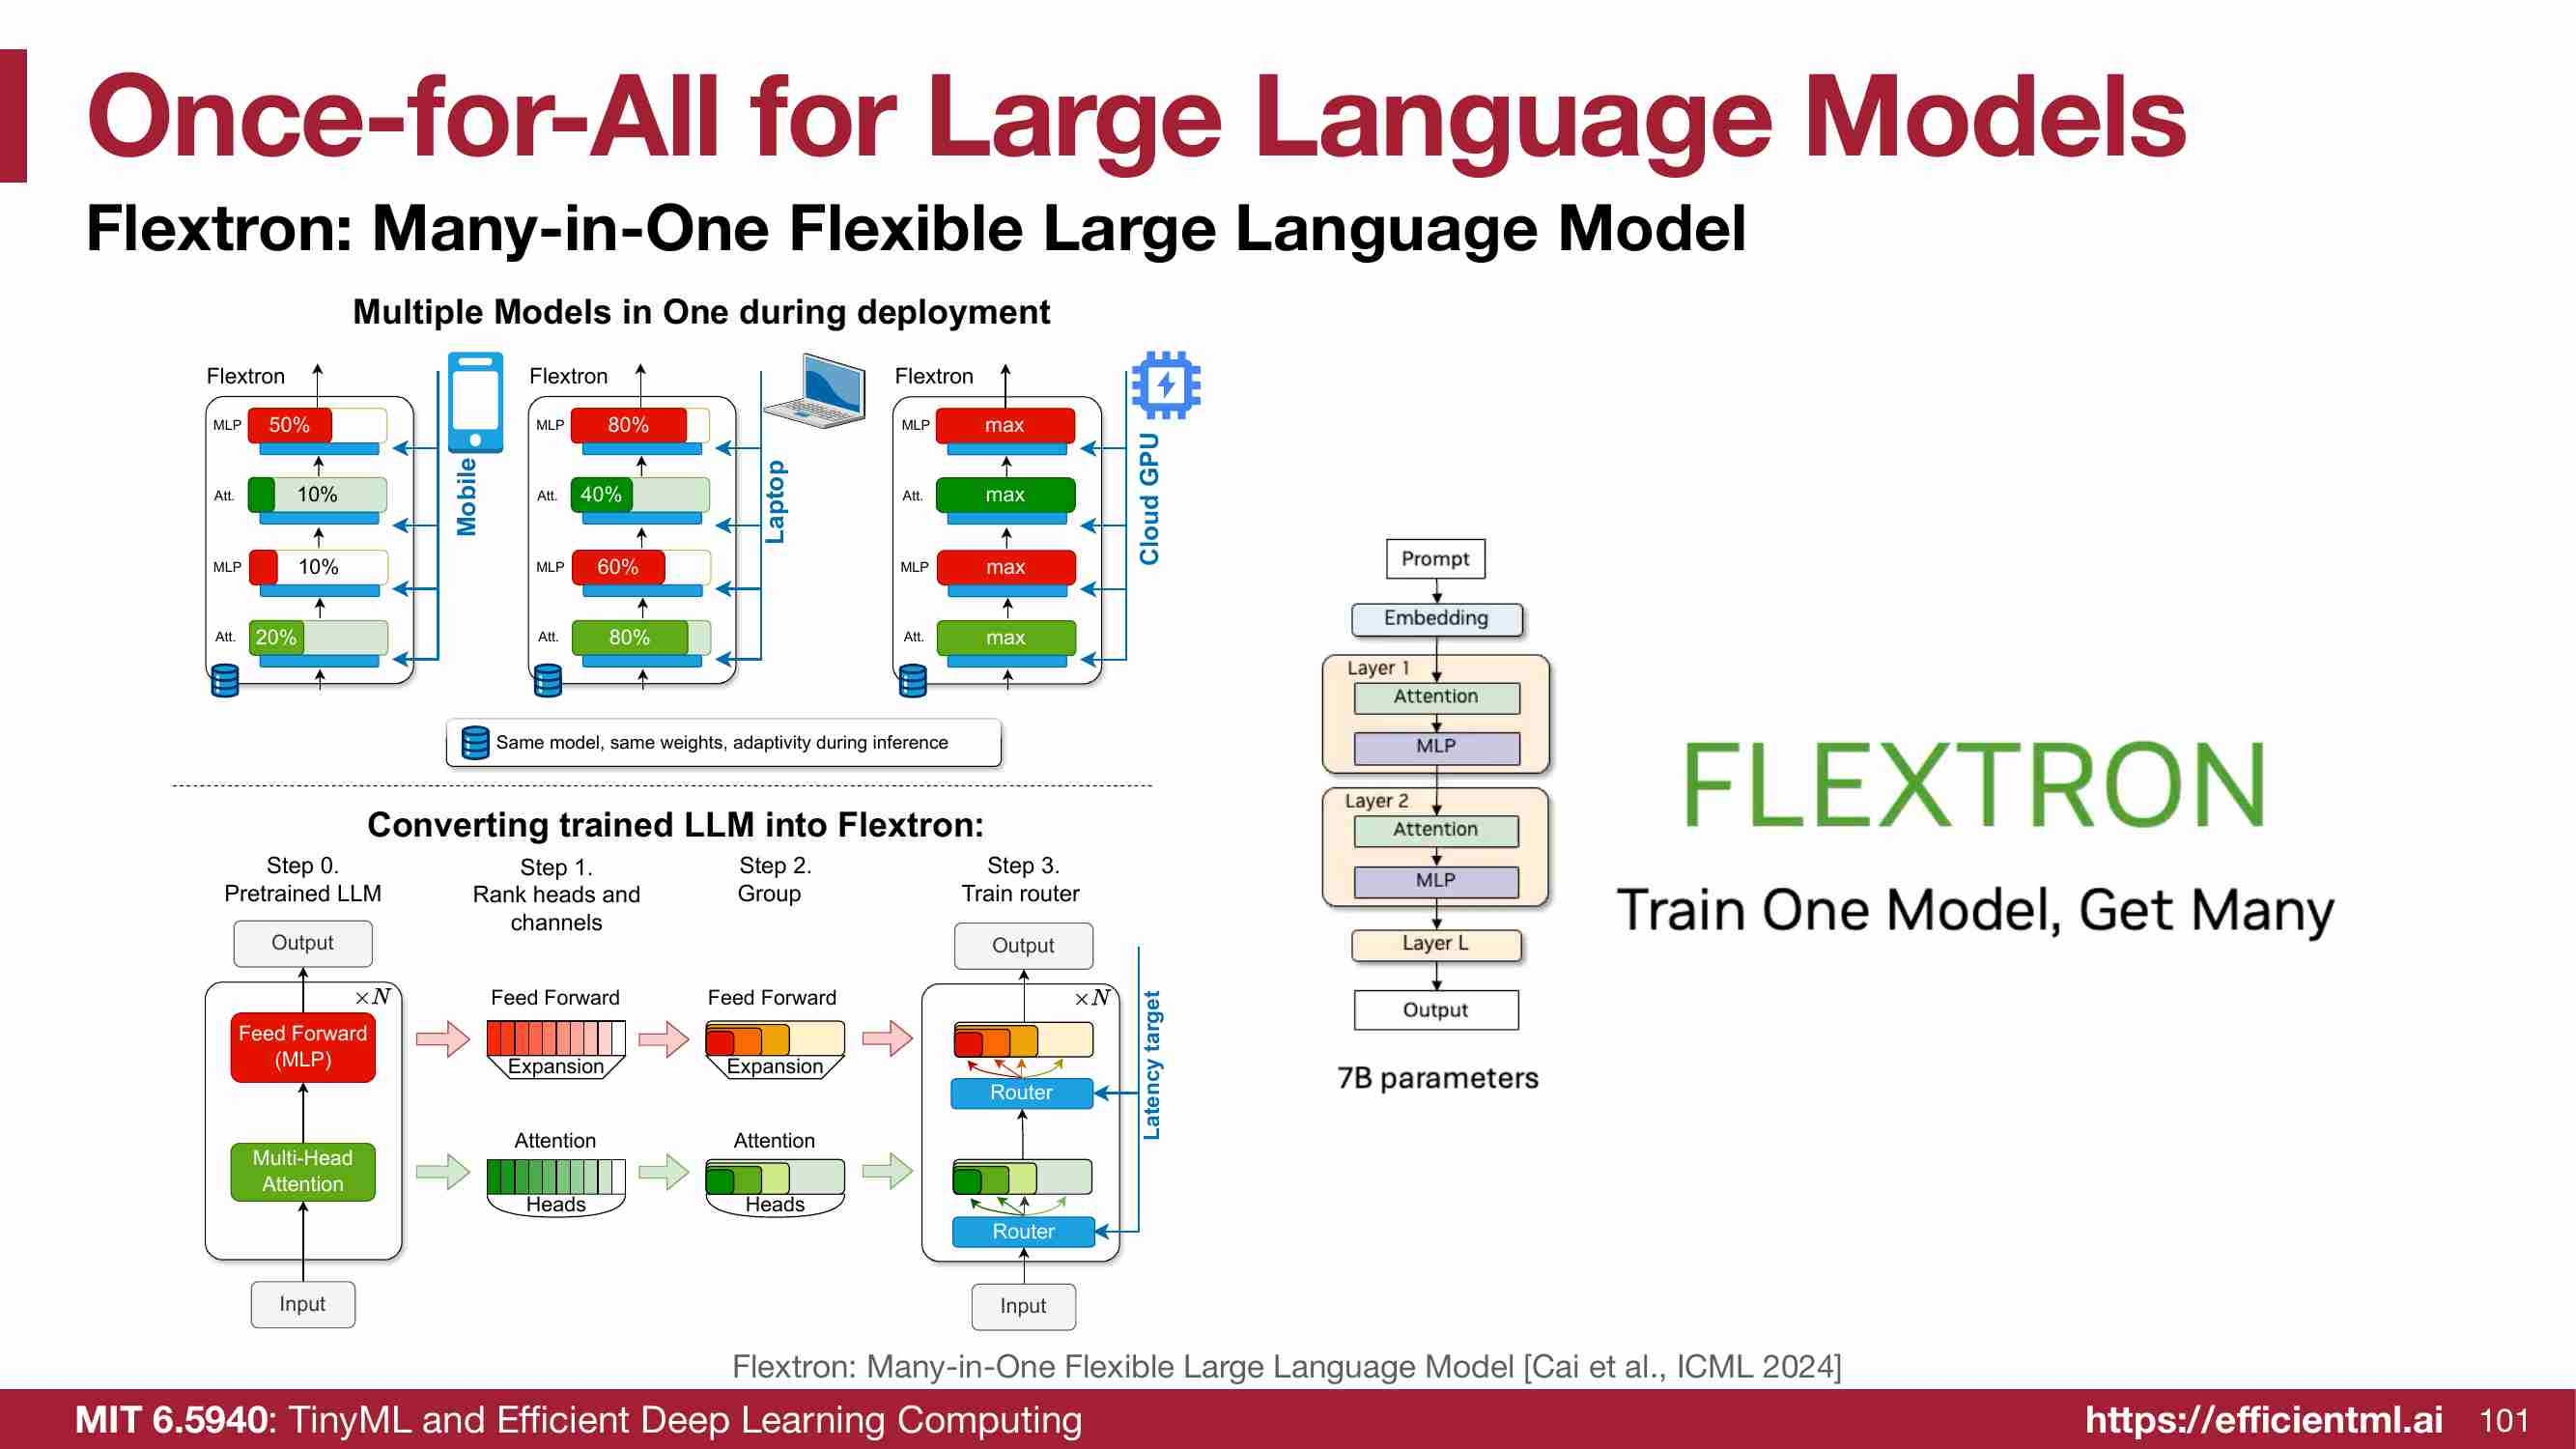 Once-for-All for Large Language Models
Flextron: Many-in-One Flexible Large Language Model
Multiple Models in One during deployment
Flextron
MLP 50%
Att. 10%
MLP 10%
Att. 20%
Mobile
Flextron
MLP 80%
Att. 40%
MLP 60%
Att. 80%
Laptop
Flextron
MLP max
Att. max
MLP max
Att. max
Cloud GPU
Same model, same weights, adaptivity during inference
Converting trained LLM into Flextron:
Step 0.
Pretrained LLM
Output
×N
Feed Forward
(MLP)
Multi-Head
Attention
Input
Step 1.
Rank heads and
channels
Feed Forward
Expansion
Attention
Heads
Step 2.
Group
Feed Forward
Expansion
Attention
Heads
Step 3.
Train router
Output
×N
Router
Router
Input
Latency target
Prompt
Embedding
Layer 1
Attention
MLP
Layer 2
Attention
MLP
Layer L
Output
7B parameters
FLEXTRON
Train One Model, Get Many
Flextron: Many-in-One Flexible Large Language Model [Cai et al., ICML 2024]
MIT 6.5940: TinyML and Efficient Deep Learning Computing
https://efficientml.ai 101